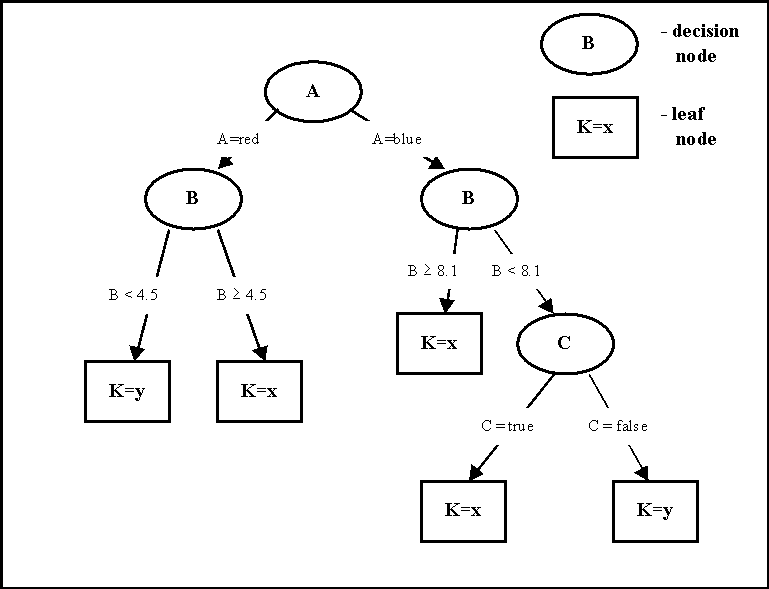 B
- decision
node
A
K=x
- leaf
node
A=red
A=blue
B
B
B ≥ 8.1
B < 8.1
B < 4.5
B ≥ 4.5
K=x
C
K=y
K=x
C = true
C = false
K=x
K=y